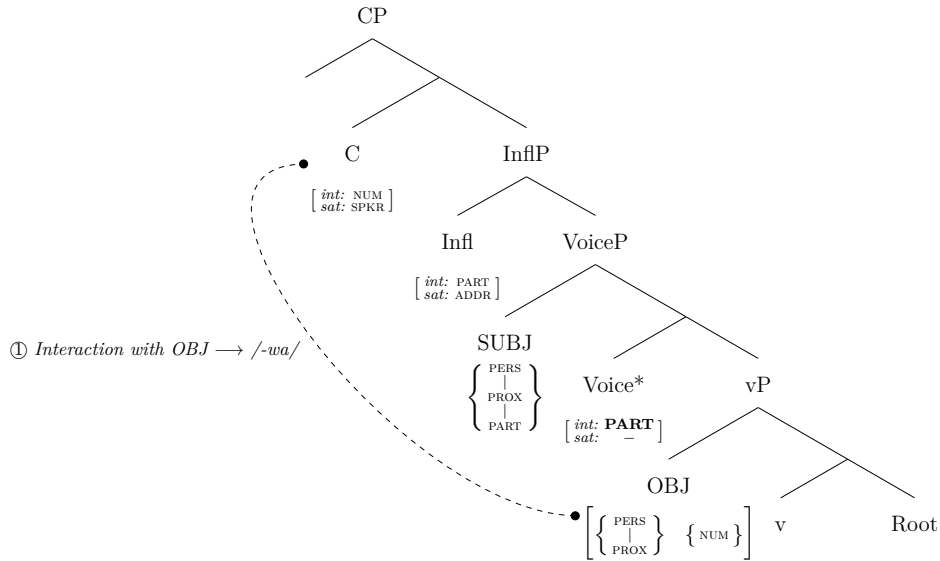 CP
C
InflP
[ int: NUM
sat: SPKR ]
Infl
VoiceP
[ int: PART
sat: ADDR ]
① Interaction with OBJ ⟶ /-wa/
SUBJ
{ PERS
|
PROX
|
PART }
Voice*
vP
[ int: PART
sat: – ]
OBJ
[ { PERS
|
PROX } { NUM } ]
v
Root